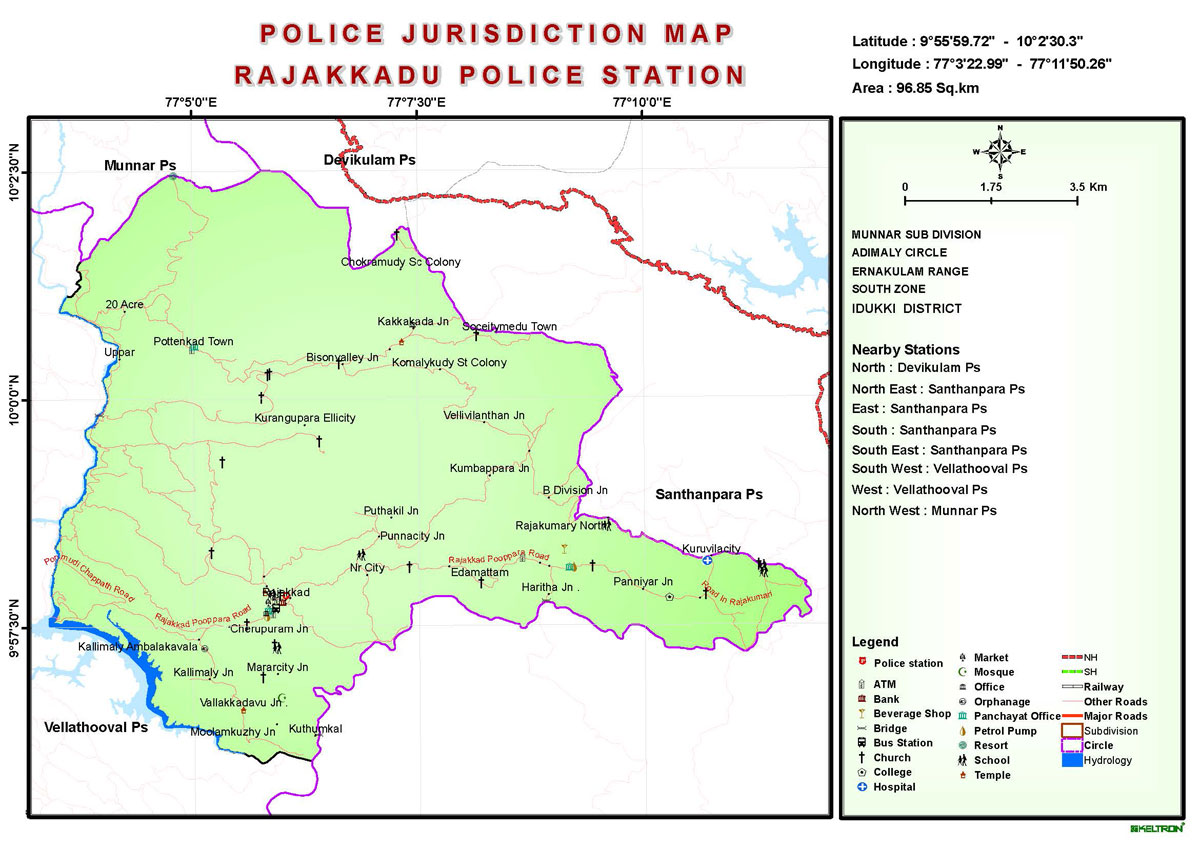 POLICE JURISDICTION MAP
RAJAKKADU POLICE STATION
Latitude : 9°55'59.72" - 10°2'30.3"
Longitude : 77°3'22.99" - 77°11'50.26"
Area : 96.85 Sq.km
77°5'0"E
77°7'30"E
77°10'0"E
10°2'30"N
10°0'0"N
9°57'30"N
Munnar Ps
Devikulam Ps
Chokramudy Sc Colony
20 Acre
Kakkakada Jn
Soceitymedu Town
Pottenkad Town
Uppar
Bisonvalley Jn
Komalykudy St Colony
Kurangupara Ellicity
Vellivilanthan Jn
Kumbappara Jn
B Division Jn
Santhanpara Ps
Puthakil Jn
Rajakumary North
Punnacity Jn
Kuruvilacity
Rajakkad Pooppara Road
Nr City
Edamattam
Panniyar Jn
Haritha Jn .
Road In Rajakumari
Ponmudi Chappath Road
Rajakkad
Rajakkad Pooppara Road
Cherupuram Jn
Kallimaly Ambalakavala
Mararcity Jn
Kallimaly Jn
Vallakkadavu Jn .
Vellathooval Ps
Moolamkuzhy Jn
Kuthumkal
N
W
E
S
0
1.75
3.5 Km
MUNNAR SUB DIVISION
ADIMALY CIRCLE
ERNAKULAM RANGE
SOUTH ZONE
IDUKKI DISTRICT
Nearby Stations
North : Devikulam Ps
North East : Santhanpara Ps
East : Santhanpara Ps
South : Santhanpara Ps
South East : Santhanpara Ps
South West : Vellathooval Ps
West : Vellathooval Ps
North West : Munnar Ps
Legend
Police station
ATM
Bank
Beverage Shop
Bridge
Bus Station
Church
College
Hospital
Market
Mosque
Office
Orphanage
Panchayat Office
Petrol Pump
Resort
School
Temple
NH
SH
Railway
Other Roads
Major Roads
Subdivision
Circle
Hydrology
KELTRON